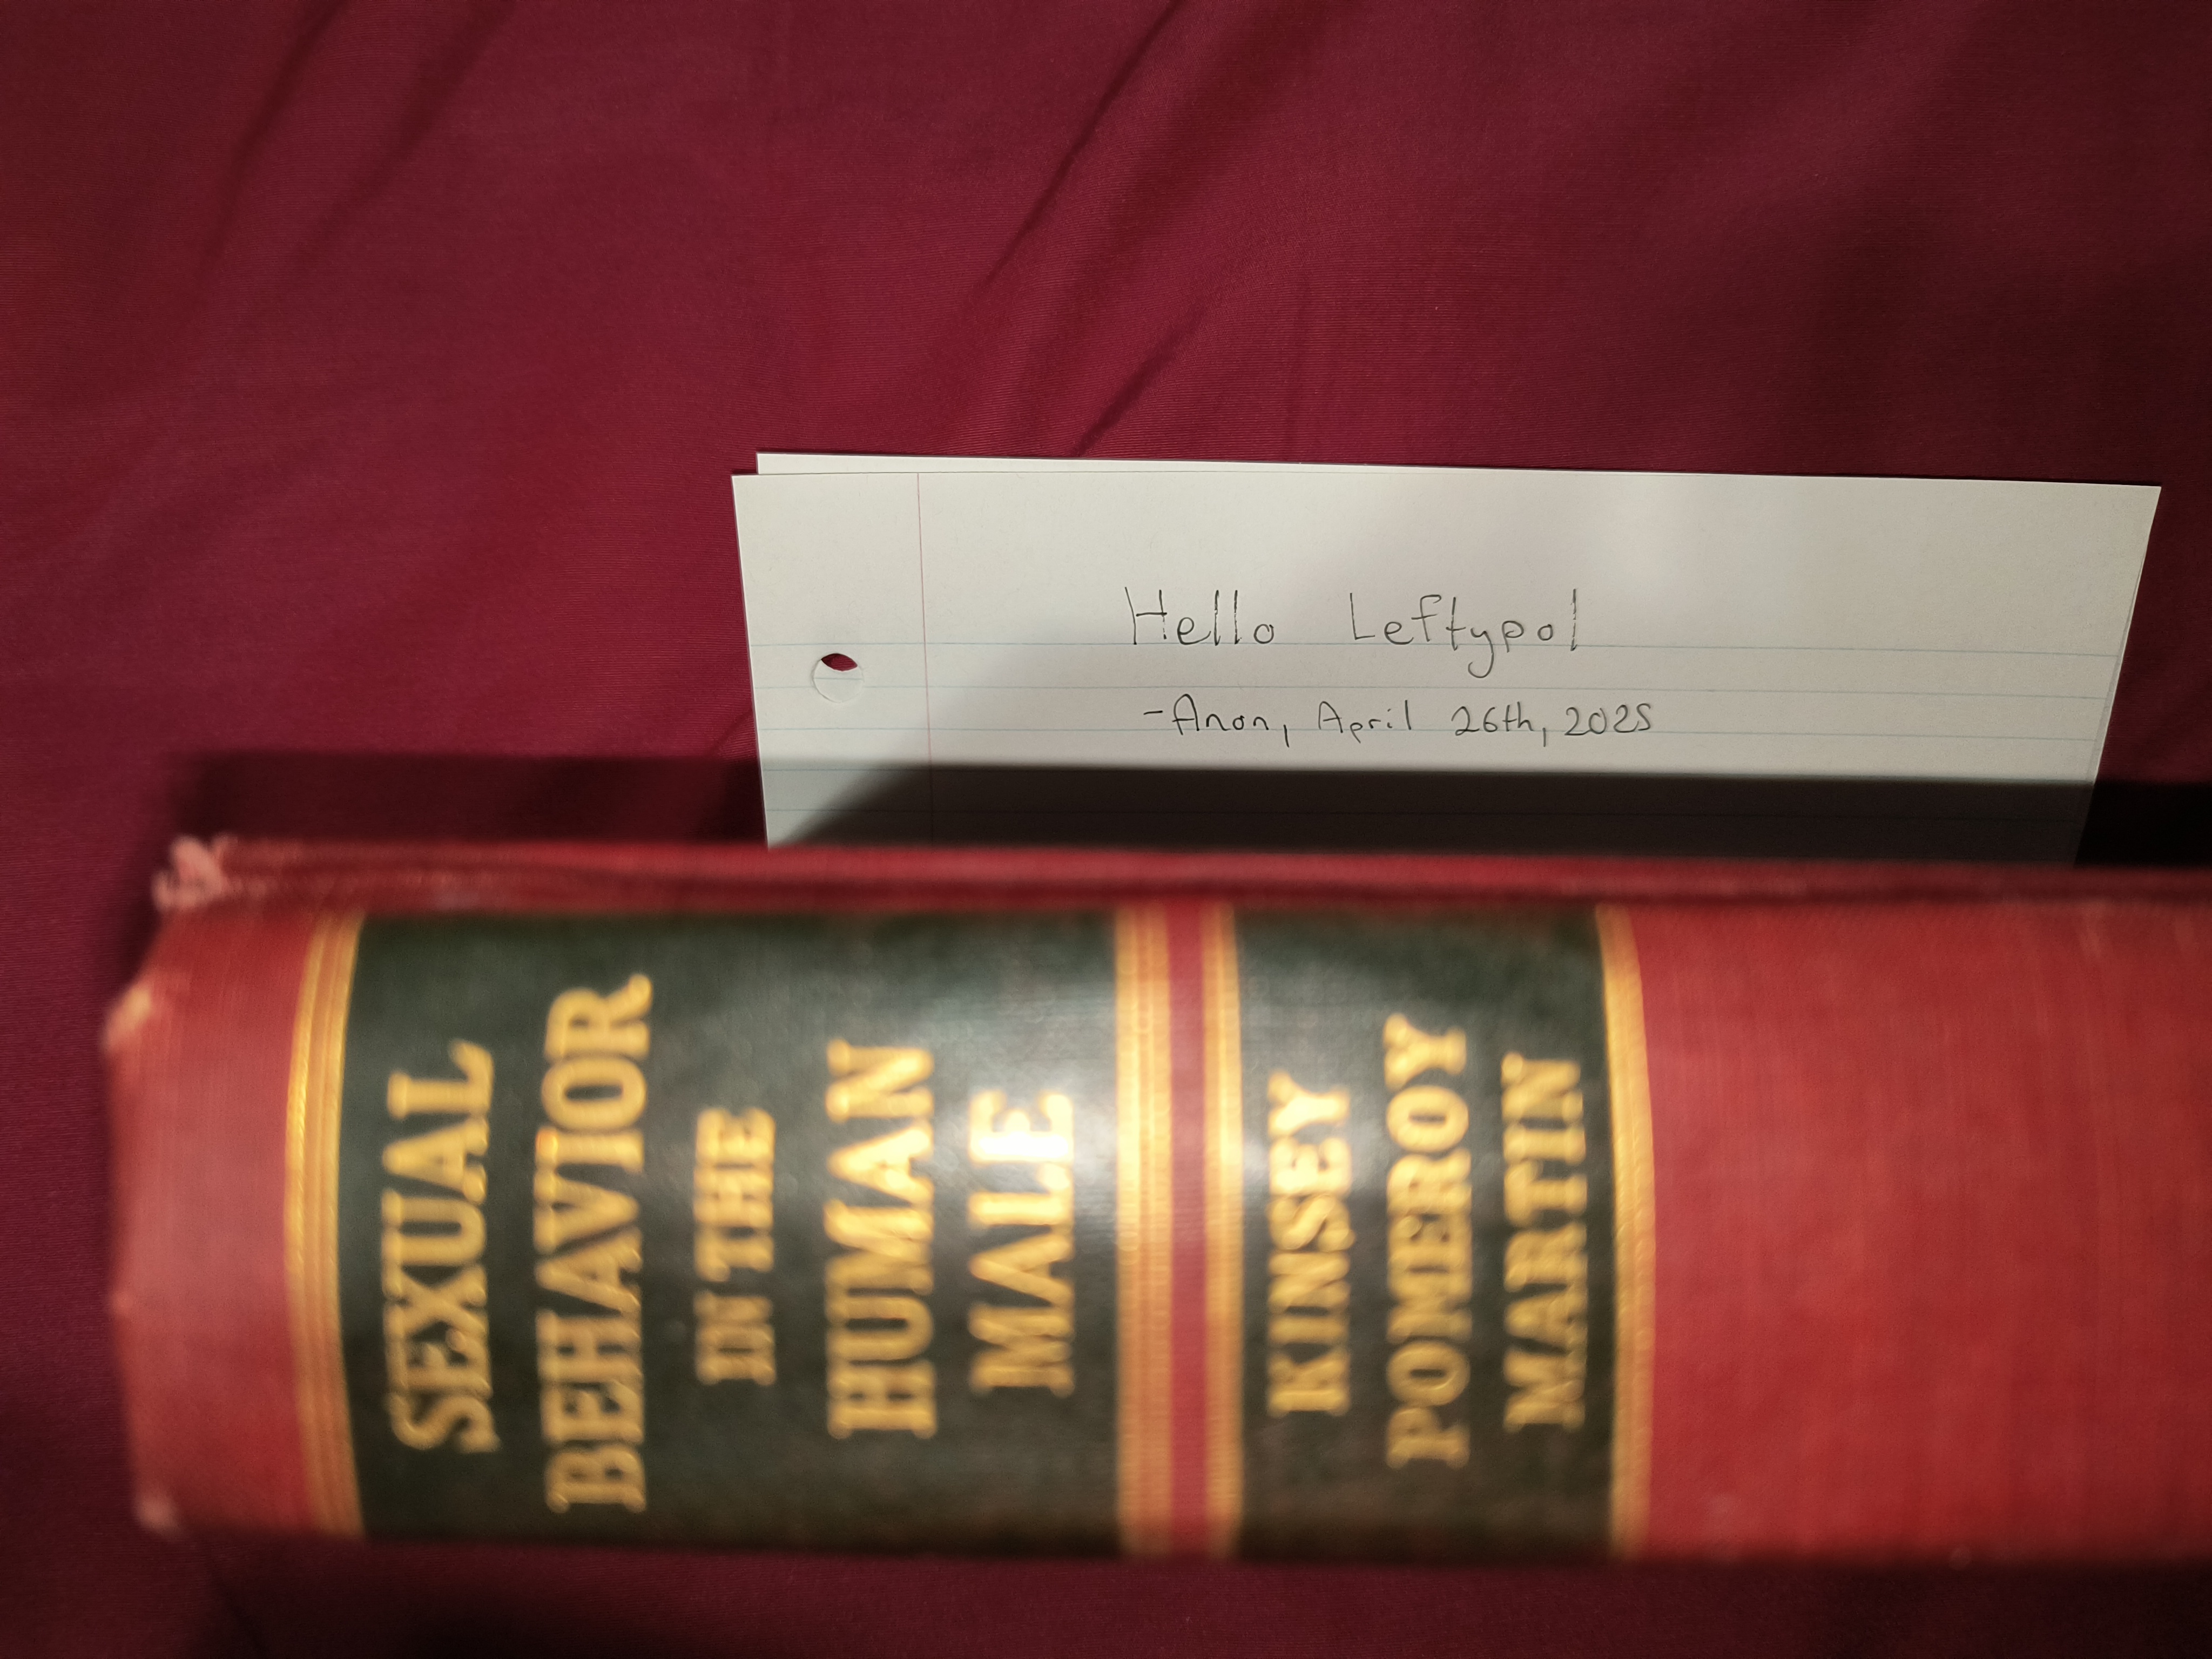 Hello Leftypol
-Anon, April 26th, 2025
SEXUAL
BEHAVIOR
IN THE
HUMAN
MALE
KINSEY
POMEROY
MARTIN